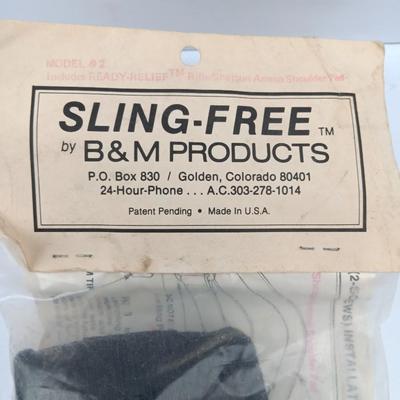 MODEL #2
Includes READY-RELIEF™ Rifle/Shotgun Ammo Shoulder Pad
SLING-FREE™
by B&M PRODUCTS
P.O. Box 830 / Golden, Colorado 80401
24-Hour-Phone . . . A.C.303-278-1014
Patent Pending • Made in U.S.A.